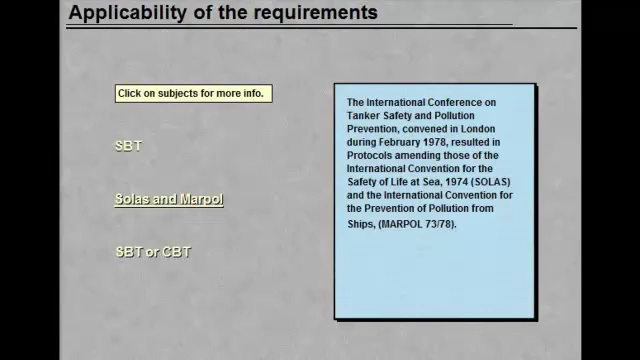 Applicability of the requirements
Click on subjects for more info.
SBT
Solas and Marpol
SBT or CBT
The International Conference on
Tanker Safety and Pollution
Prevention, convened in London
during February 1978, resulted in
Protocols amending those of the
International Convention for the
Safety of Life at Sea, 1974 (SOLAS)
and the International Convention for
the Prevention of Pollution from
Ships, (MARPOL 73/78).